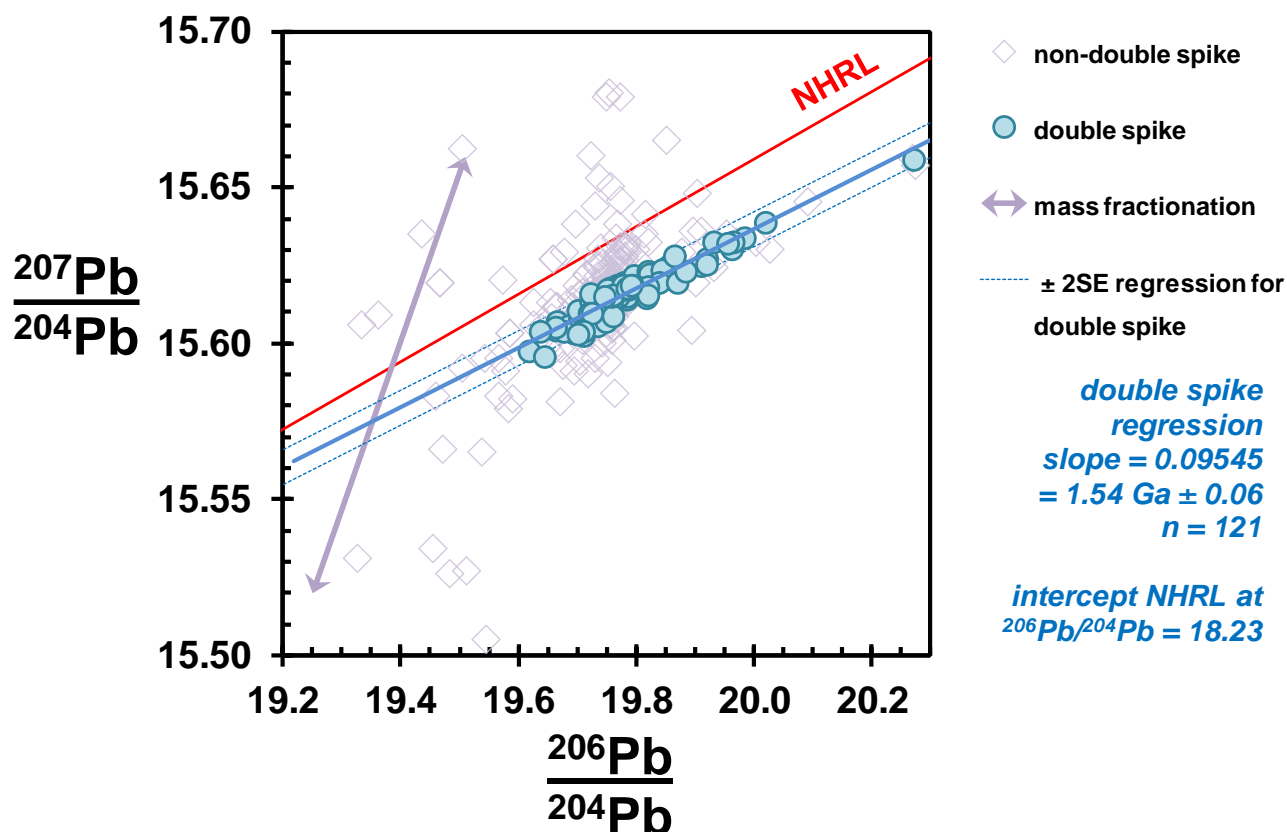 15.70
15.65
15.60
15.55
15.50
207Pb
204Pb
19.2 19.4 19.6 19.8 20.0 20.2
206Pb
204Pb
NHRL
non-double spike
double spike
mass fractionation
± 2SE regression for
double spike
double spike
regression
slope = 0.09545
= 1.54 Ga ± 0.06
n = 121
intercept NHRL at
206Pb/204Pb = 18.23